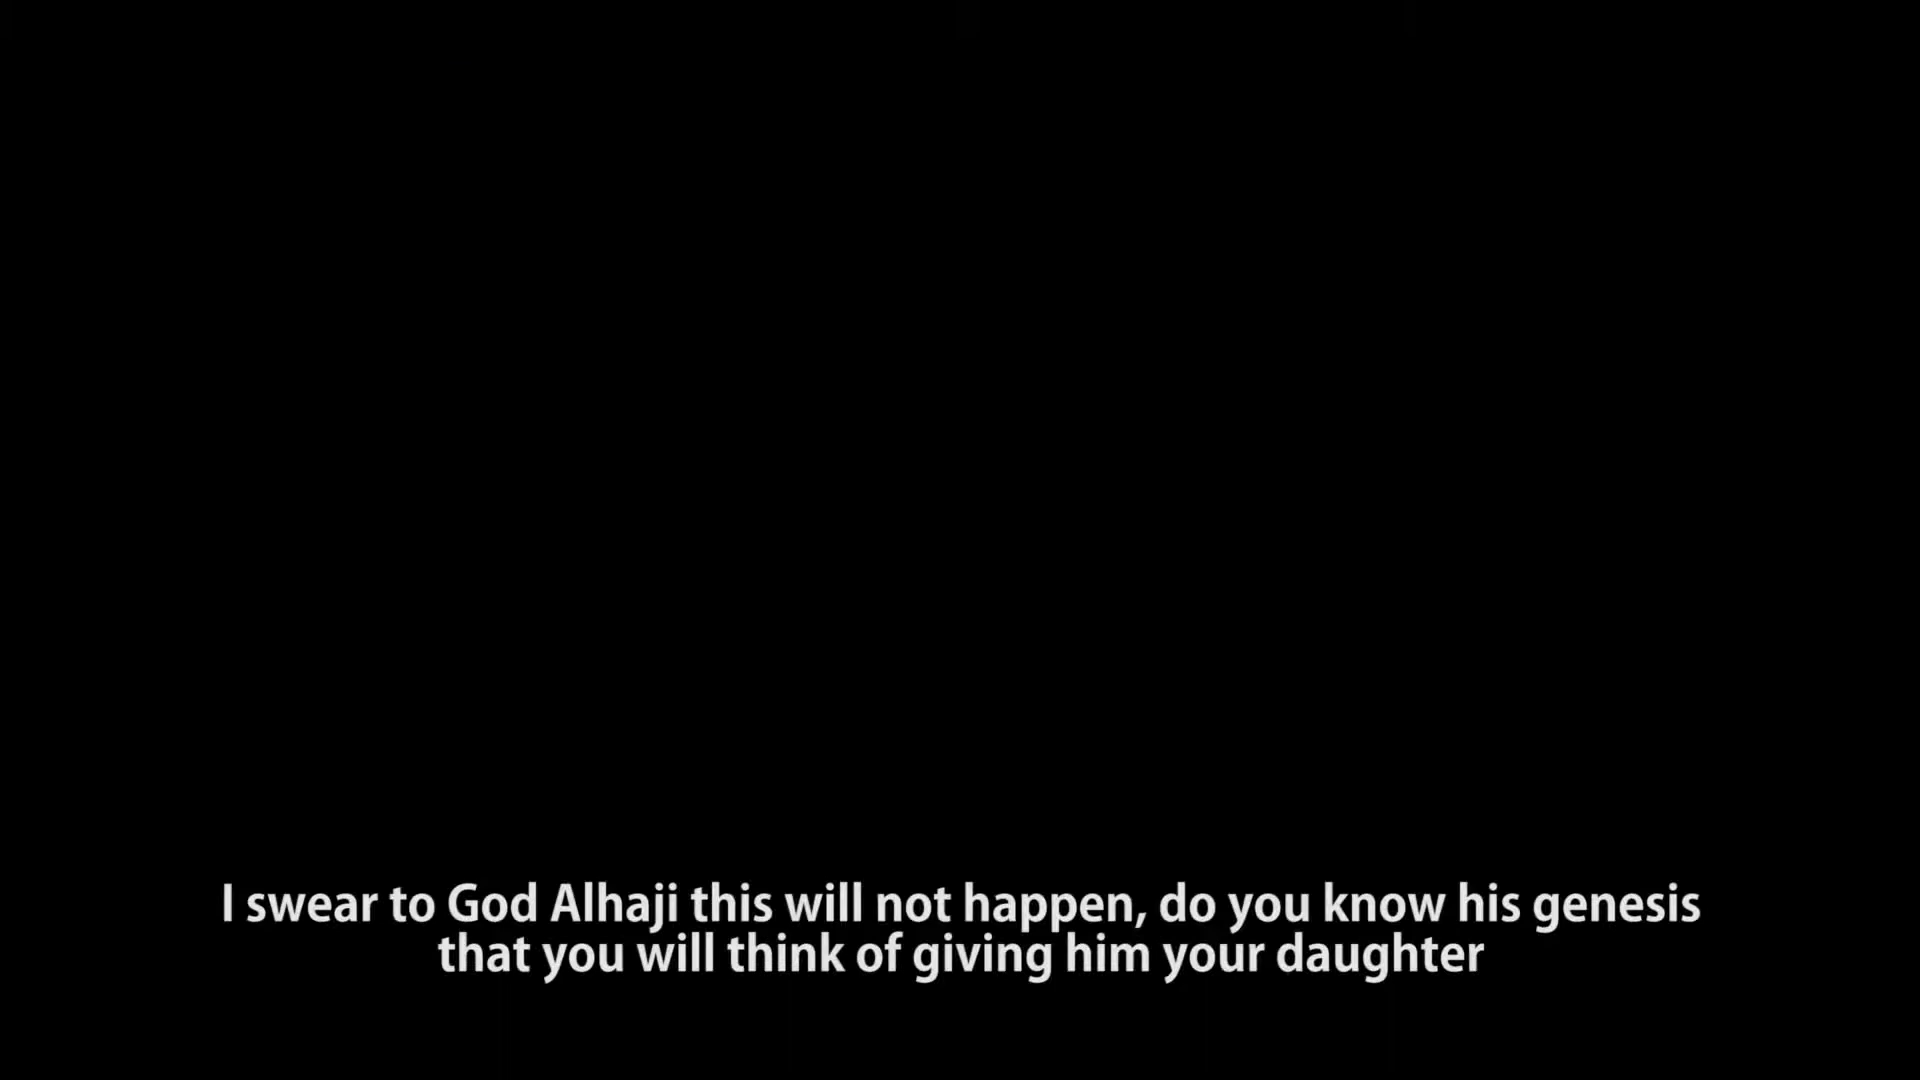 I swear to God Alhaji this will not happen, do you know his genesis
that you will think of giving him your daughter